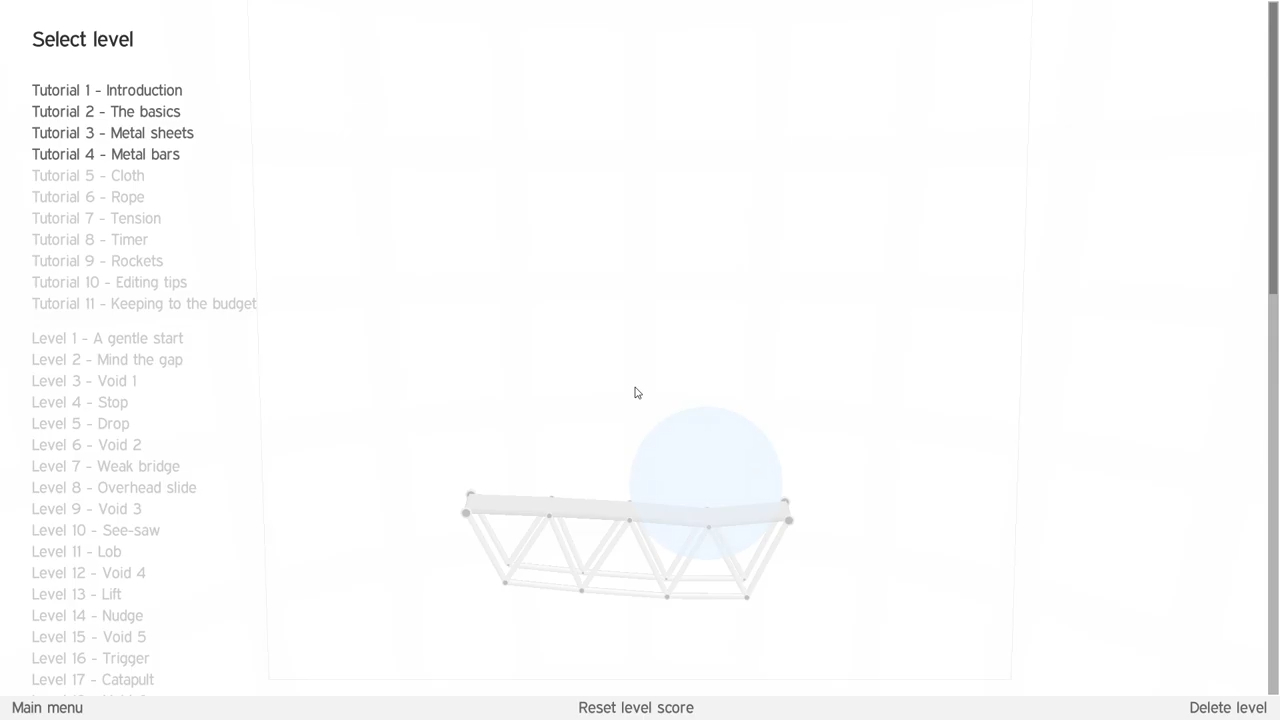 Select level
Tutorial 1 - Introduction
Tutorial 2 - The basics
Tutorial 3 - Metal sheets
Tutorial 4 - Metal bars
Tutorial 5 - Cloth
Tutorial 6 - Rope
Tutorial 7 - Tension
Tutorial 8 - Timer
Tutorial 9 - Rockets
Tutorial 10 - Editing tips
Tutorial 11 - Keeping to the budget
Level 1 - A gentle start
Level 2 - Mind the gap
Level 3 - Void 1
Level 4 - Stop
Level 5 - Drop
Level 6 - Void 2
Level 7 - Weak bridge
Level 8 - Overhead slide
Level 9 - Void 3
Level 10 - See-saw
Level 11 - Lob
Level 12 - Void 4
Level 13 - Lift
Level 14 - Nudge
Level 15 - Void 5
Level 16 - Trigger
Level 17 - Catapult
Main menu
Reset level score
Delete level